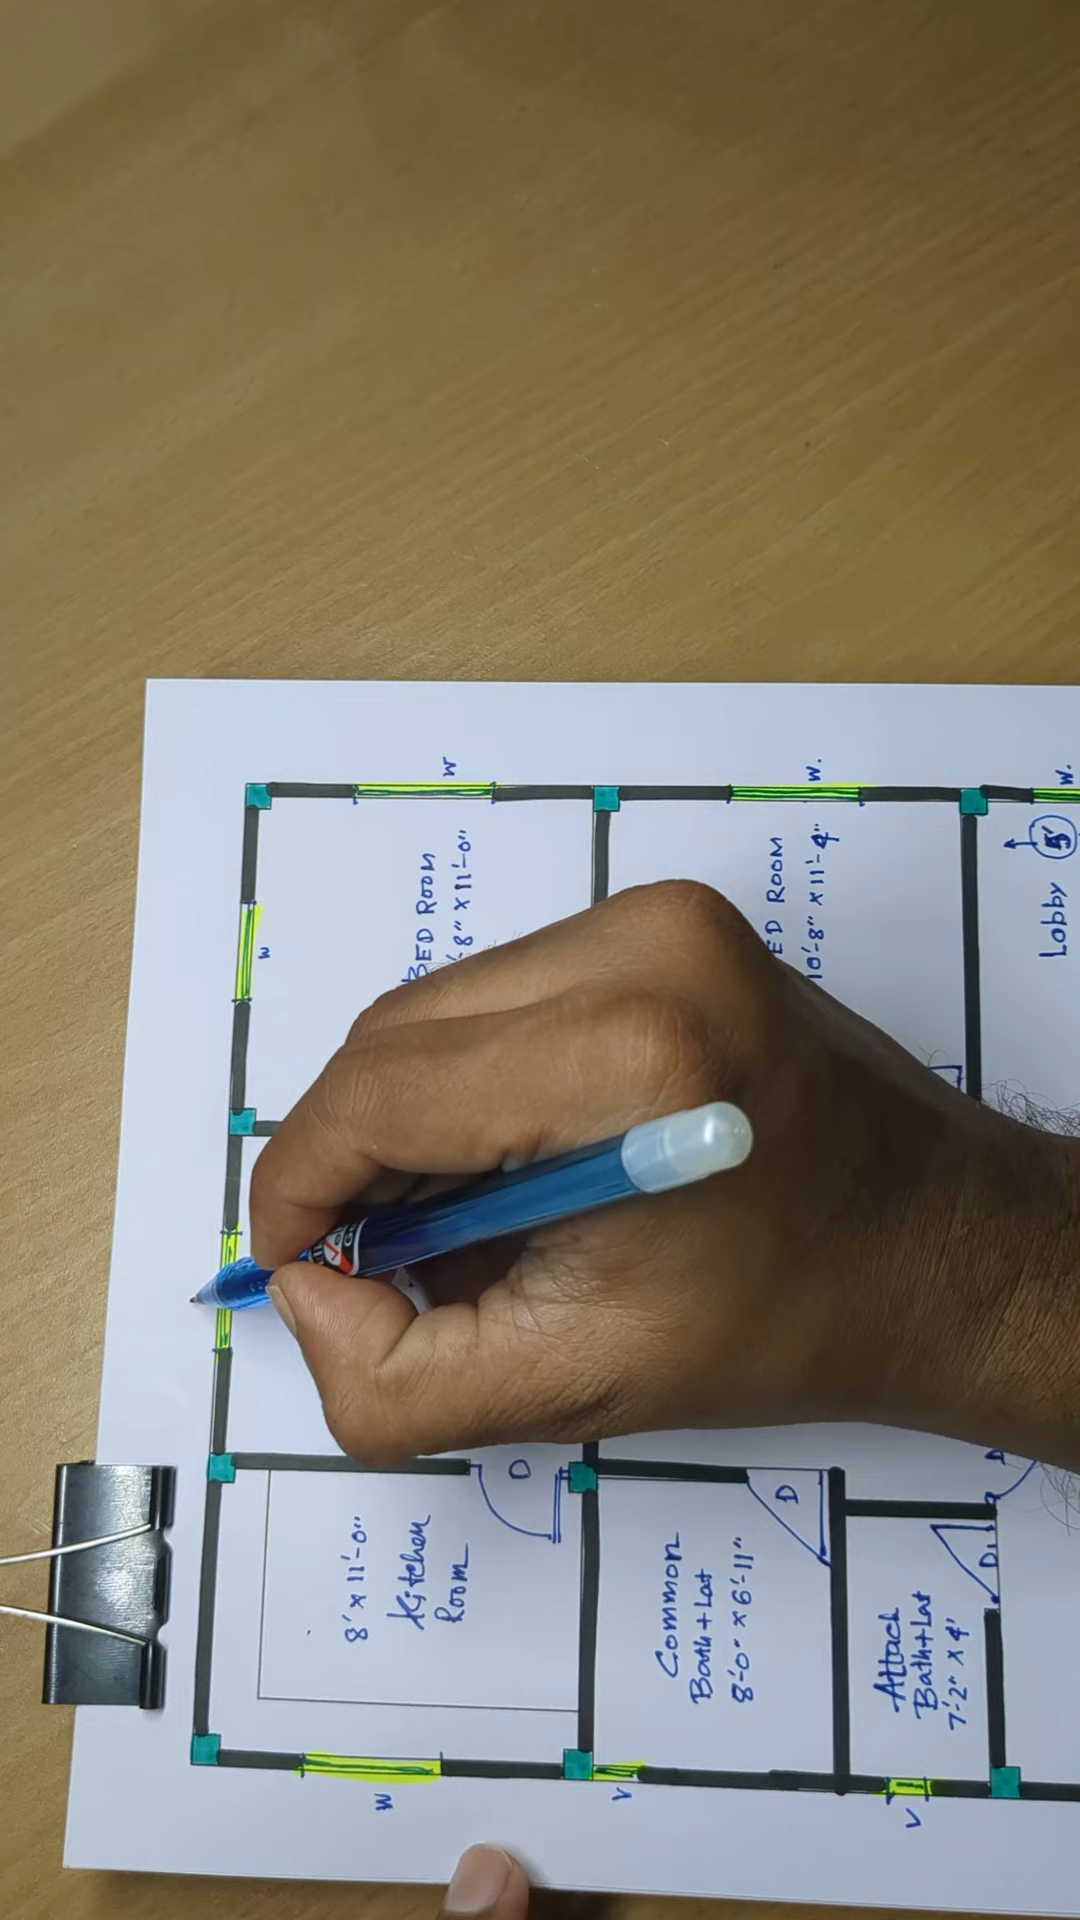 W
W.
W.
BED ROOM
8" X 11'-0"
ED ROOM
10'-8" X 11'-4"
Lobby
5'
W
8' X 11'-0"
Kitchen
Room
D
Common
Bath+Lat
8'-0" X 6'-11"
D
Attach
Bath+Lat
7'-2" X 4'
D1
W
V
V